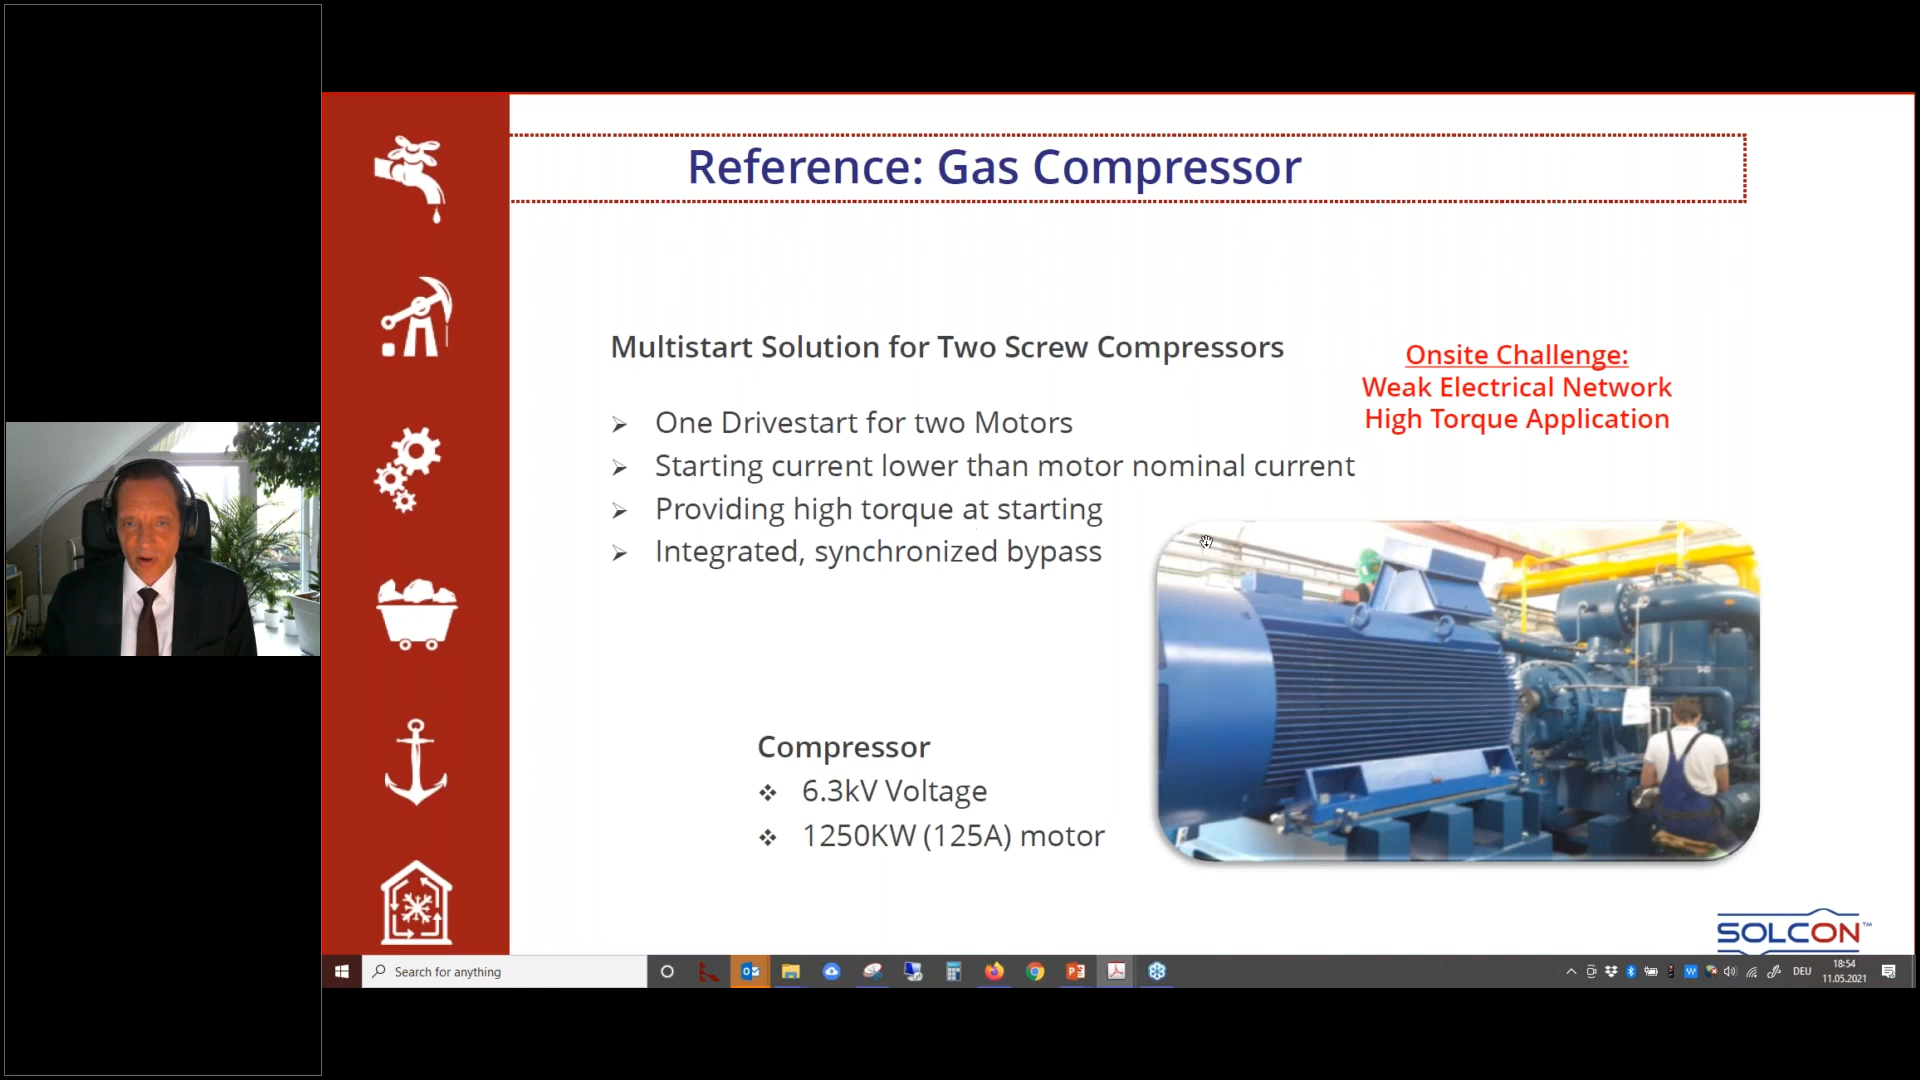 Reference: Gas Compressor
Multistart Solution for Two Screw Compressors
Onsite Challenge:
Weak Electrical Network
High Torque Application
One Drivestart for two Motors
Starting current lower than motor nominal current
Providing high torque at starting
Integrated, synchronized bypass
Compressor
6.3kV Voltage
1250KW (125A) motor
SOLCON™
Search for anything
DEU
18:54
11.05.2021